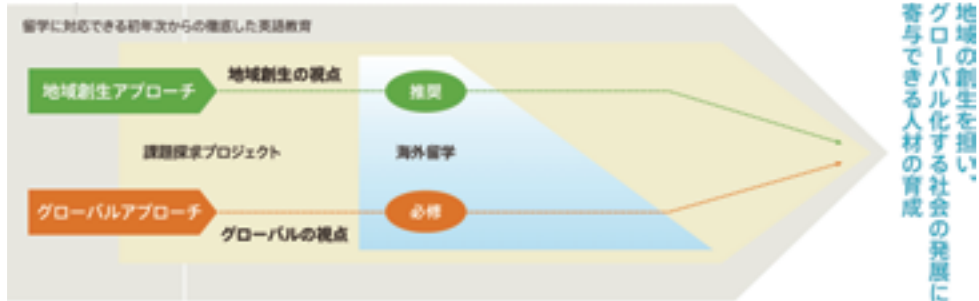 留学に対応できる初年次からの徹底した英語教育
地域創生アプローチ
地域創生の視点
推奨
課題探求プロジェクト
海外留学
グローバルアプローチ
必修
グローバルの視点
地域の創生を担い、
グローバル化する社会の発展に
寄与できる人材の育成